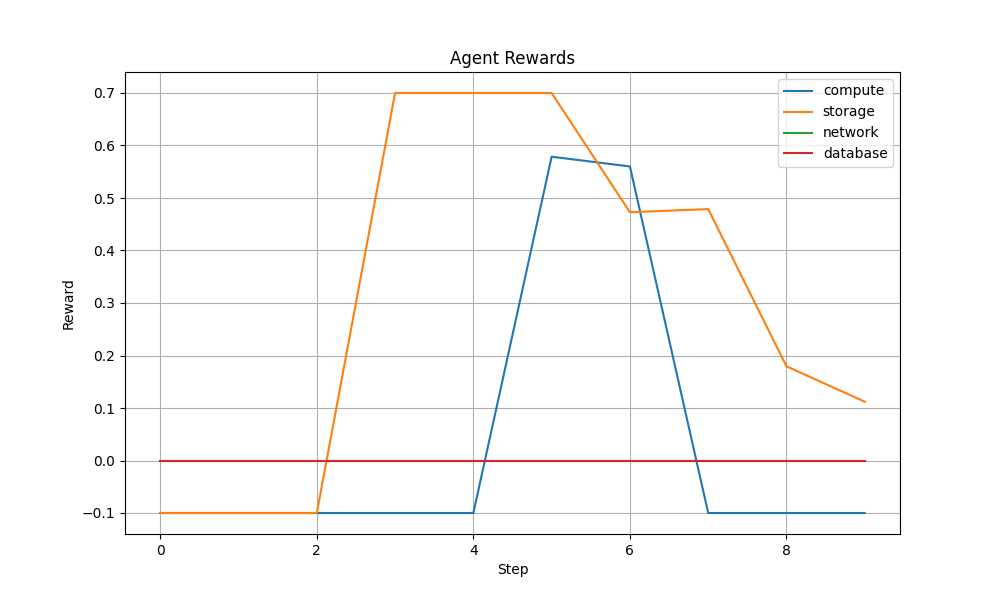 Agent Rewards
compute
storage
network
database
0.7
0.6
0.5
0.4
0.3
0.2
0.1
0.0
−0.1
Reward
0 2 4 6 8
Step